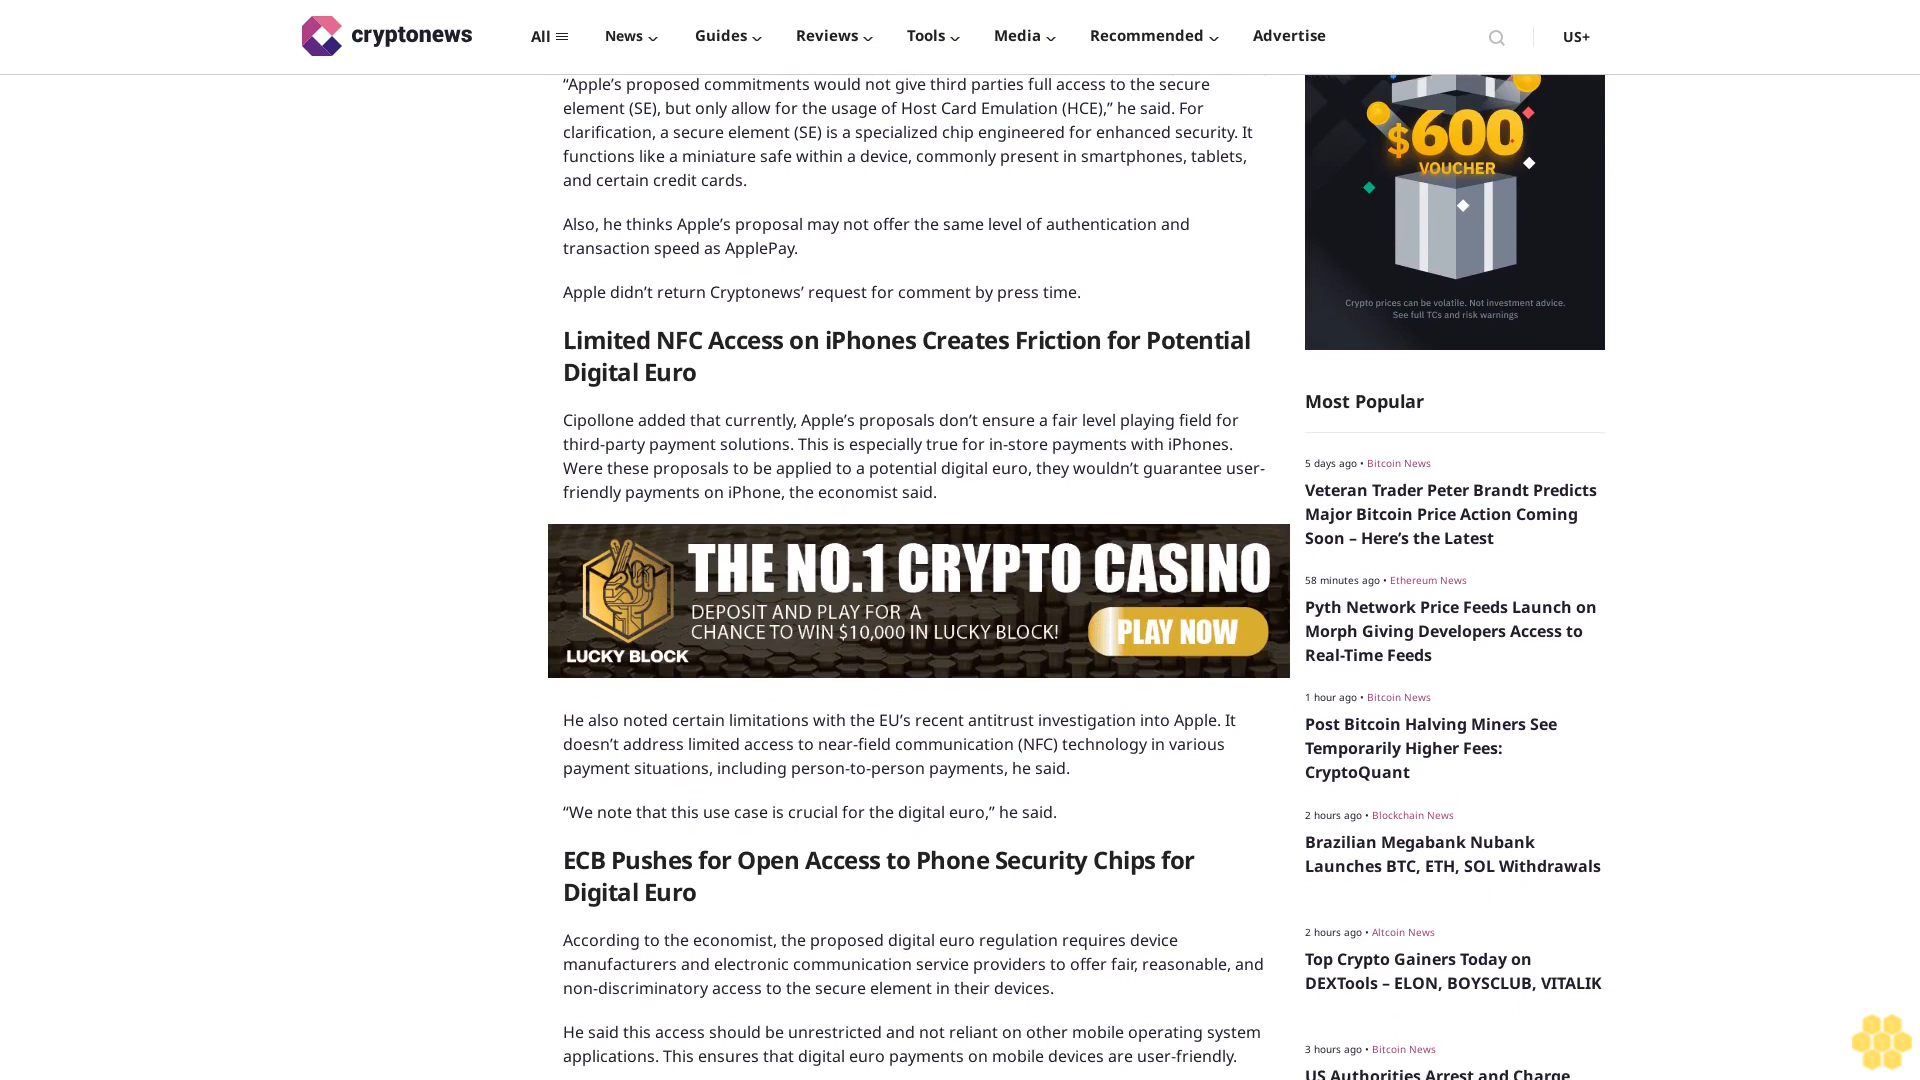 cryptonews
All
News
Guides
Reviews
Tools
Media
Recommended
Advertise
US+
“Apple’s proposed commitments would not give third parties full access to the secure
element (SE), but only allow for the usage of Host Card Emulation (HCE),” he said. For
clarification, a secure element (SE) is a specialized chip engineered for enhanced security. It
functions like a miniature safe within a device, commonly present in smartphones, tablets,
and certain credit cards.
Also, he thinks Apple’s proposal may not offer the same level of authentication and
transaction speed as ApplePay.
Apple didn’t return Cryptonews’ request for comment by press time.
Limited NFC Access on iPhones Creates Friction for Potential
Digital Euro
Cipollone added that currently, Apple’s proposals don’t ensure a fair level playing field for
third-party payment solutions. This is especially true for in-store payments with iPhones.
Were these proposals to be applied to a potential digital euro, they wouldn’t guarantee user-
friendly payments on iPhone, the economist said.
THE NO.1 CRYPTO CASINO
DEPOSIT AND PLAY FOR A
CHANCE TO WIN $10,000 IN LUCKY BLOCK!
PLAY NOW
LUCKY BLOCK
He also noted certain limitations with the EU’s recent antitrust investigation into Apple. It
doesn’t address limited access to near-field communication (NFC) technology in various
payment situations, including person-to-person payments, he said.
“We note that this use case is crucial for the digital euro,” he said.
ECB Pushes for Open Access to Phone Security Chips for
Digital Euro
According to the economist, the proposed digital euro regulation requires device
manufacturers and electronic communication service providers to offer fair, reasonable, and
non-discriminatory access to the secure element in their devices.
He said this access should be unrestricted and not reliant on other mobile operating system
applications. This ensures that digital euro payments on mobile devices are user-friendly.
$600
VOUCHER
Crypto prices can be volatile. Not investment advice.
See full TCs and risk warnings
Most Popular
5 days ago • Bitcoin News
Veteran Trader Peter Brandt Predicts
Major Bitcoin Price Action Coming
Soon – Here’s the Latest
58 minutes ago • Ethereum News
Pyth Network Price Feeds Launch on
Morph Giving Developers Access to
Real-Time Feeds
1 hour ago • Bitcoin News
Post Bitcoin Halving Miners See
Temporarily Higher Fees:
CryptoQuant
2 hours ago • Blockchain News
Brazilian Megabank Nubank
Launches BTC, ETH, SOL Withdrawals
2 hours ago • Altcoin News
Top Crypto Gainers Today on
DEXTools – ELON, BOYSCLUB, VITALIK
3 hours ago • Bitcoin News
US Authorities Arrest and Charge